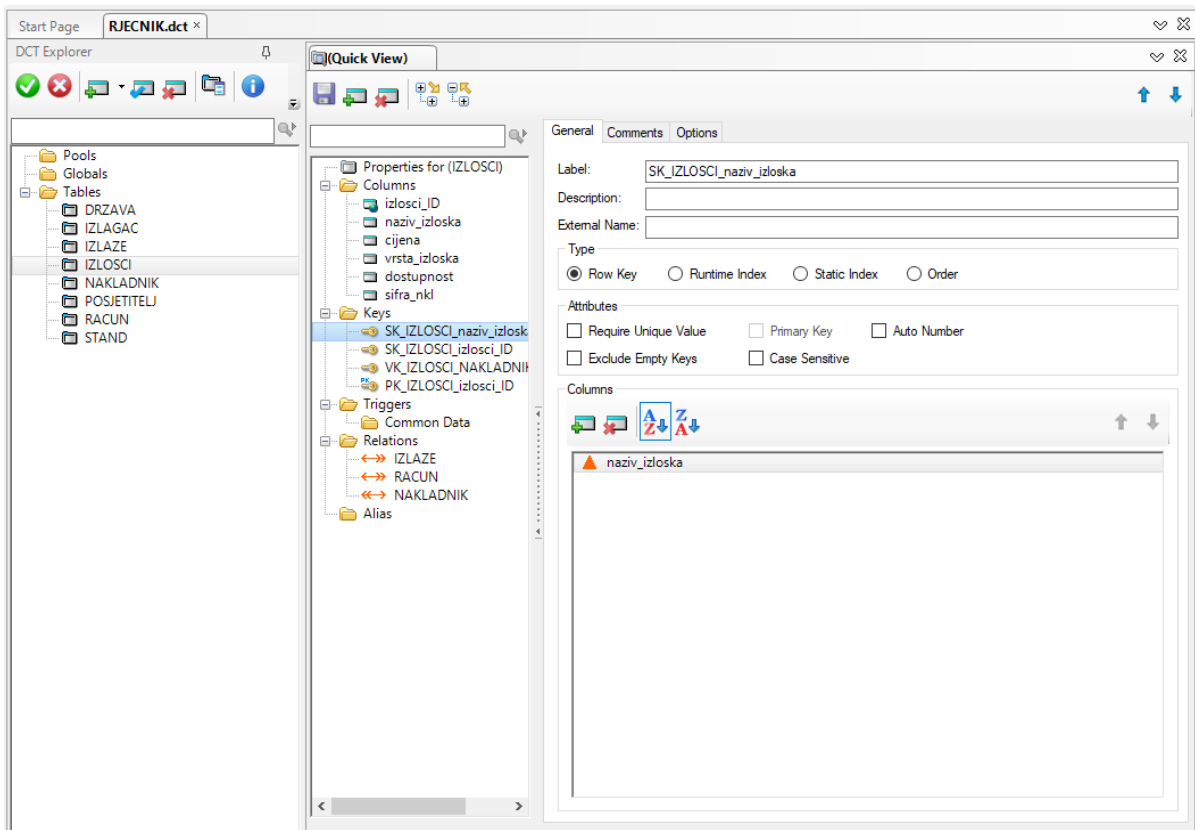 Start Page RJECNIK.dct ×
DCT Explorer
Pools
Globals
Tables
DRZAVA
IZLAGAC
IZLAZE
IZLOSCI
NAKLADNIK
POSJETITELJ
RACUN
STAND
(Quick View)
Properties for (IZLOSCI)
Columns
izlosci_ID
naziv_izloska
cijena
vrsta_izloska
dostupnost
sifra_nkl
Keys
SK_IZLOSCI_naziv_izlosk
SK_IZLOSCI_izlosci_ID
VK_IZLOSCI_NAKLADNIK
PK_IZLOSCI_izlosci_ID
Triggers
Common Data
Relations
IZLAZE
RACUN
NAKLADNIK
Alias
General Comments Options
Label: SK_IZLOSCI_naziv_izloska
Description:
External Name:
Type
Row Key Runtime Index Static Index Order
Attributes
Require Unique Value Primary Key Auto Number
Exclude Empty Keys Case Sensitive
Columns
naziv_izloska